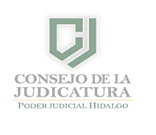 CONSEJO DE LA
JUDICATURA
PODER JUDICIAL HIDALGO